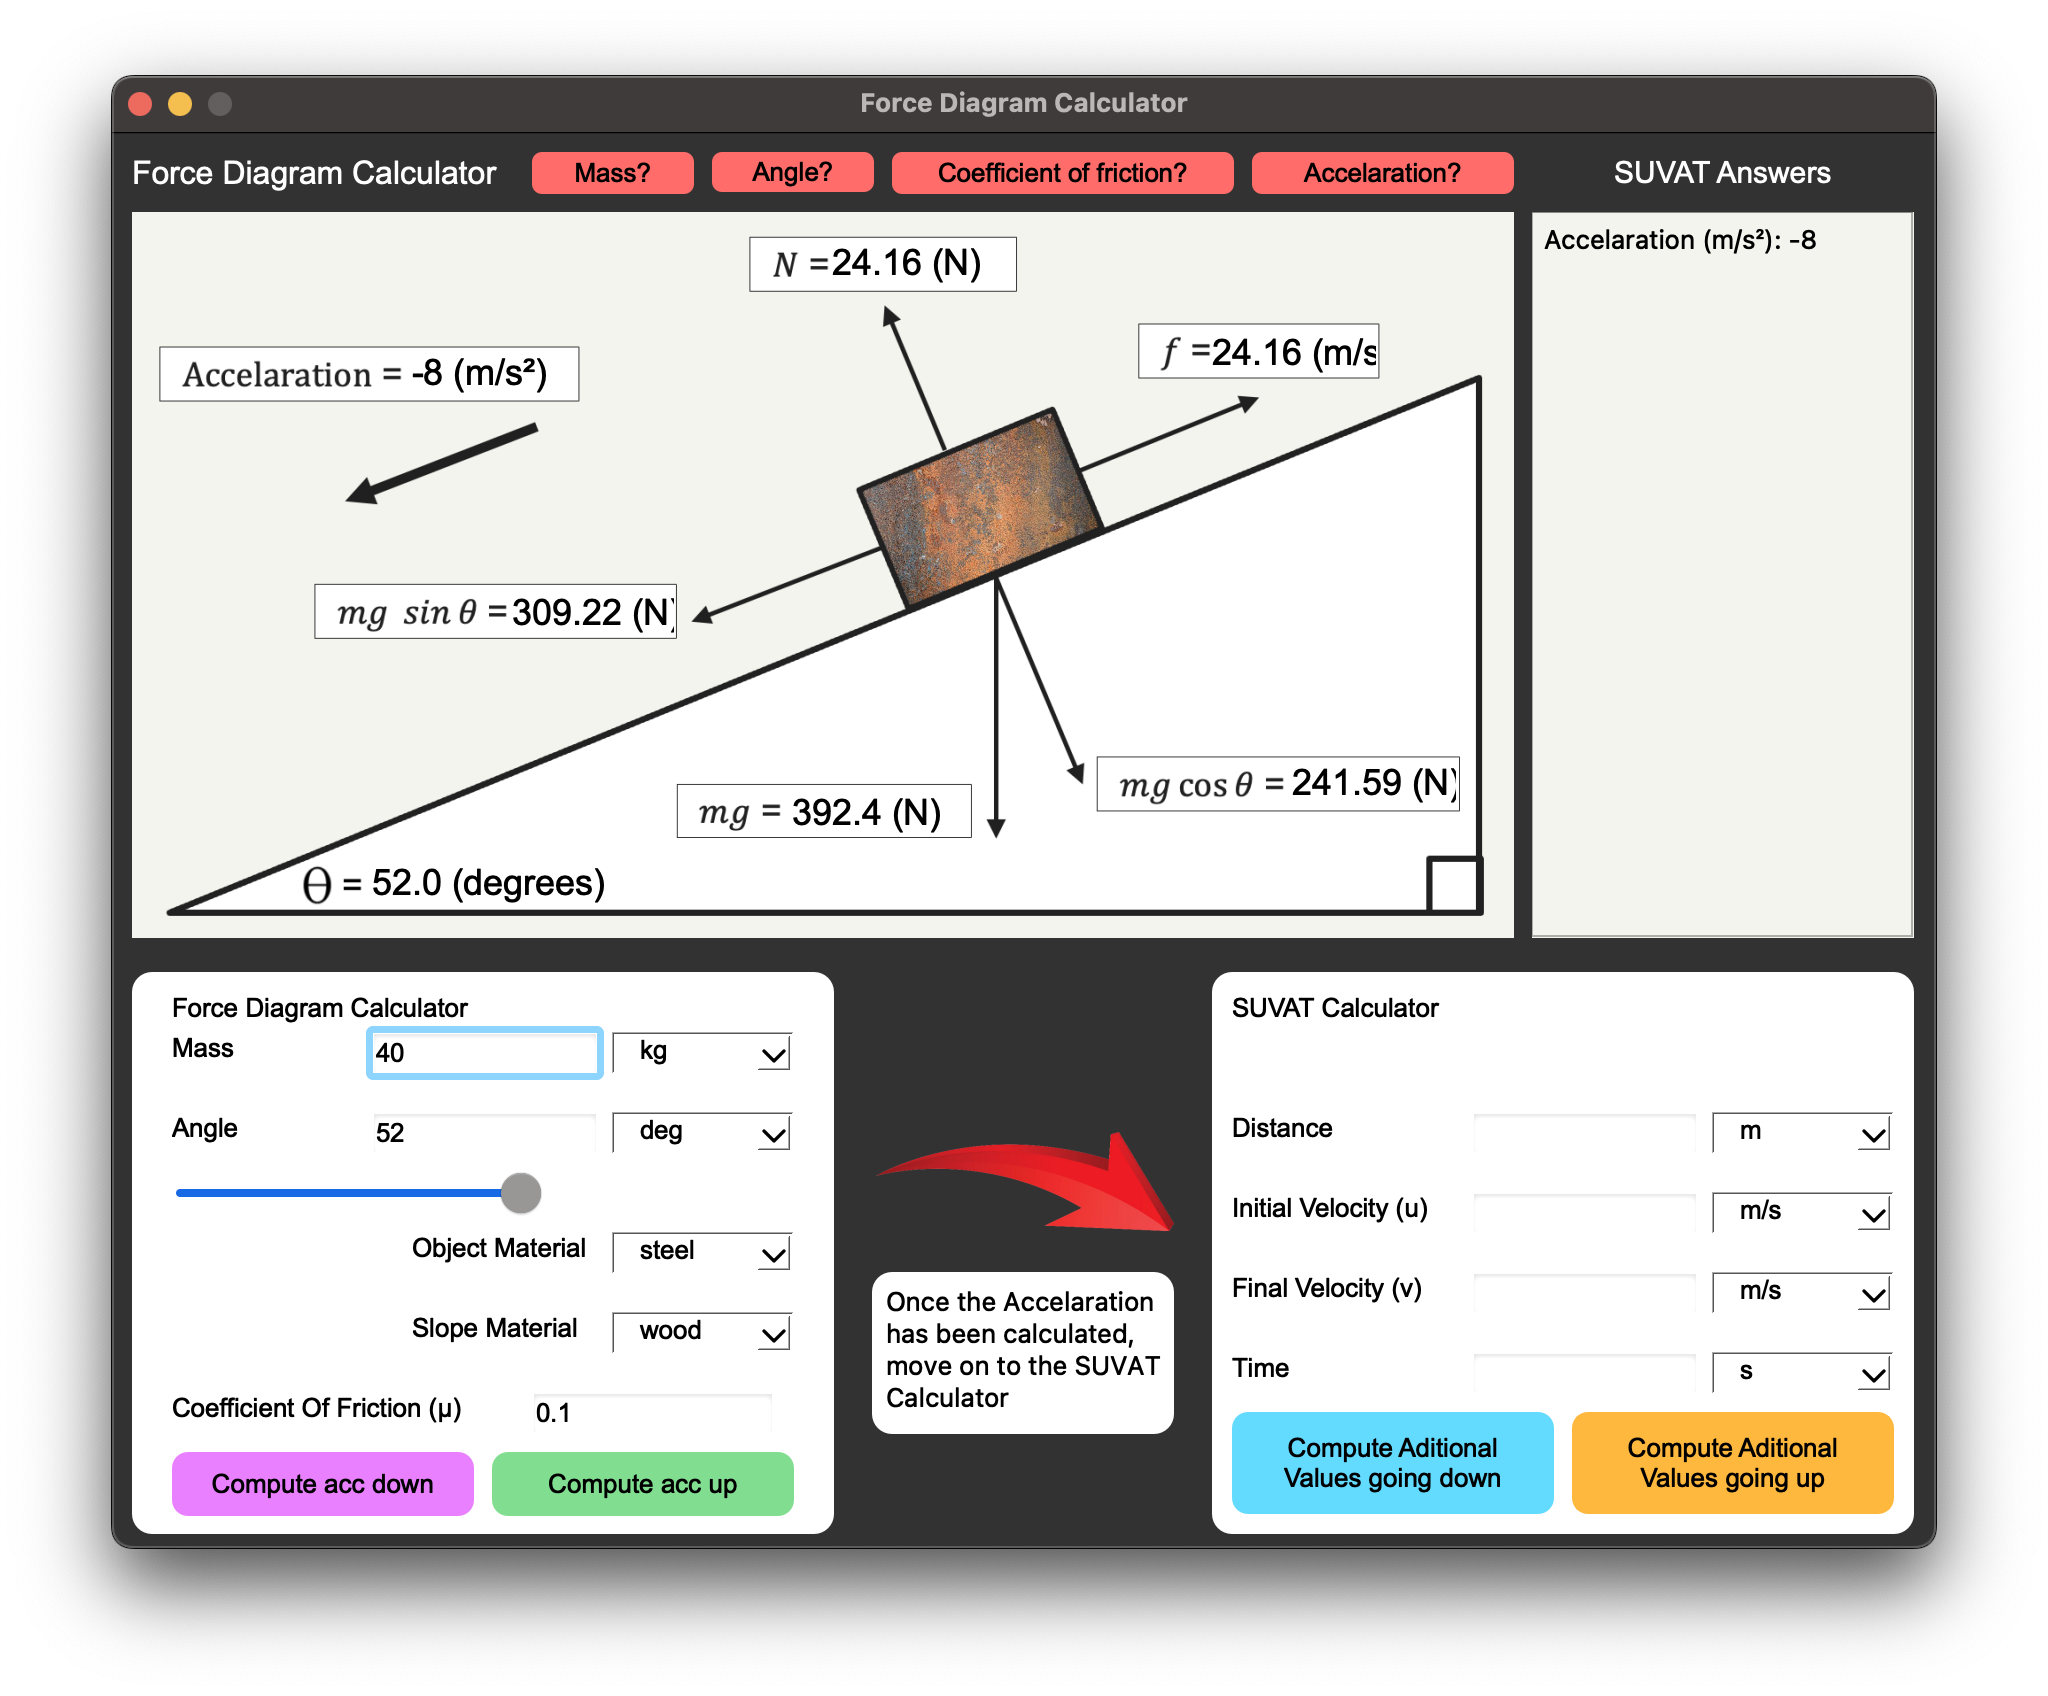 Force Diagram Calculator
Force Diagram Calculator
Mass?
Angle?
Coefficient of friction?
Accelaration?
SUVAT Answers
N =24.16 (N)
f =24.16 (m/s
Accelaration = -8 (m/s²)
mg sin θ =309.22 (N)
mg = 392.4 (N)
mg cos θ = 241.59 (N)
Θ = 52.0 (degrees)
Accelaration (m/s²): -8
Force Diagram Calculator
Mass
40
kg
Angle
52
deg
Object Material
steel
Slope Material
wood
Coefficient Of Friction (μ)
0.1
Compute acc down
Compute acc up
Once the Accelaration
has been calculated,
move on to the SUVAT
Calculator
SUVAT Calculator
Distance
m
Initial Velocity (u)
m/s
Final Velocity (v)
m/s
Time
s
Compute Aditional
Values going down
Compute Aditional
Values going up